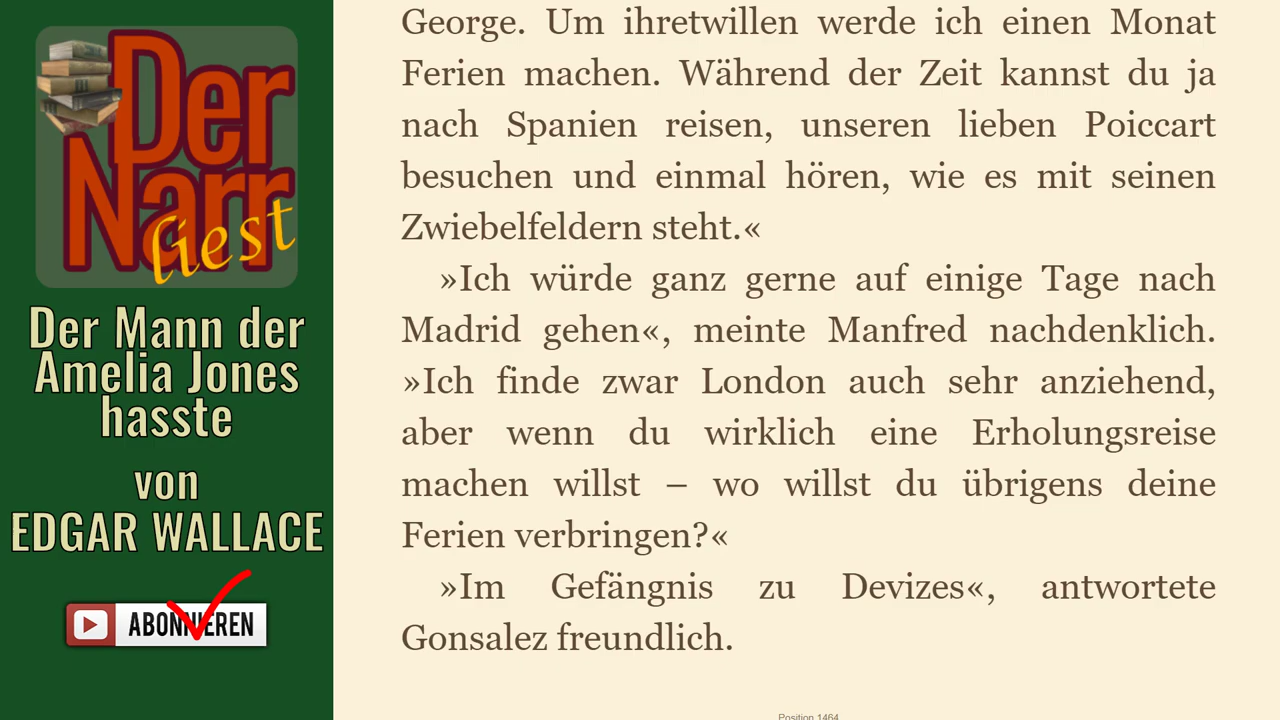 Der
Narr
liest
Der Mann der
Amelia Jones
hasste
von
EDGAR WALLACE
ABONNIEREN
George. Um ihretwillen werde ich einen Monat
Ferien machen. Während der Zeit kannst du ja
nach Spanien reisen, unseren lieben Poiccart
besuchen und einmal hören, wie es mit seinen
Zwiebelfeldern steht.«
»Ich würde ganz gerne auf einige Tage nach
Madrid gehen«, meinte Manfred nachdenklich.
»Ich finde zwar London auch sehr anziehend,
aber wenn du wirklich eine Erholungsreise
machen willst – wo willst du übrigens deine
Ferien verbringen?«
»Im Gefängnis zu Devizes«, antwortete
Gonsalez freundlich.
Position 1464